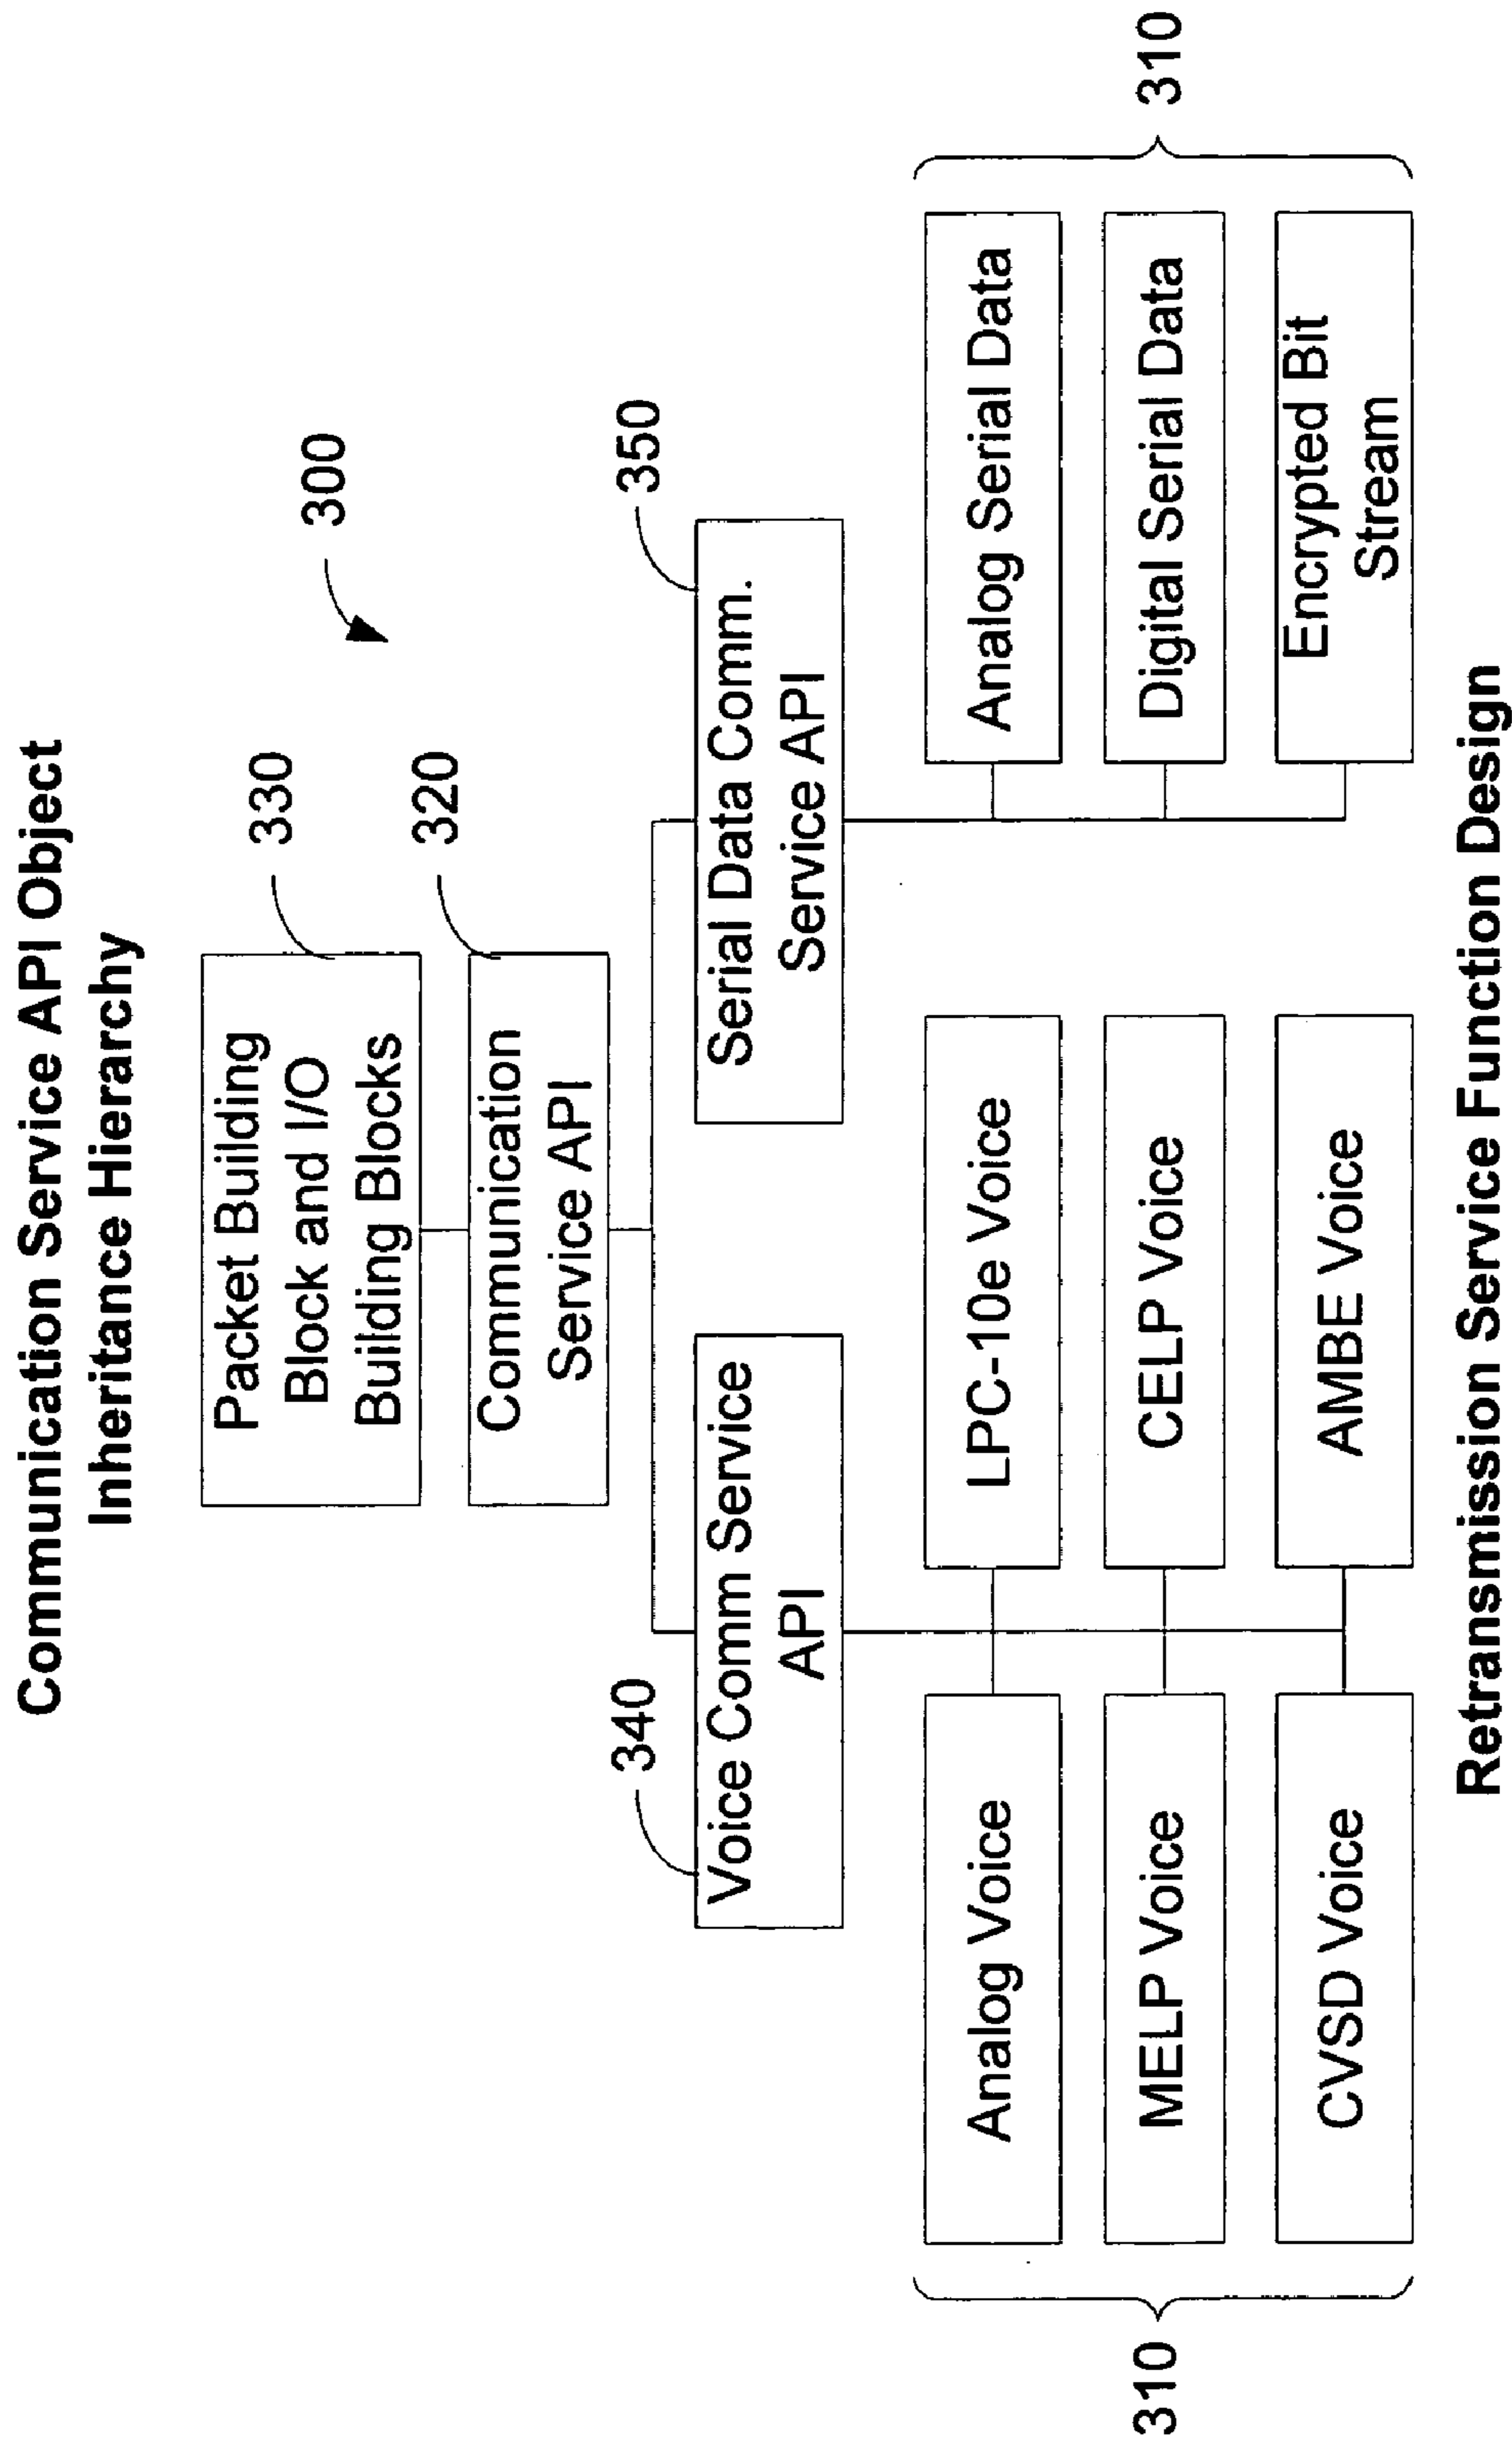 Communication Service API Object
Inheritance Hierarchy
300
330
Packet Building
Block and I/O
Building Blocks
320
Communication
Service API
340
Voice Comm Service
API
350
Serial Data Comm.
Service API
310
Analog Voice
LPC-10e Voice
MELP Voice
CELP Voice
CVSD Voice
AMBE Voice
Analog Serial Data
Digital Serial Data
Encrypted Bit
Stream
310
Retransmission Service Function Design